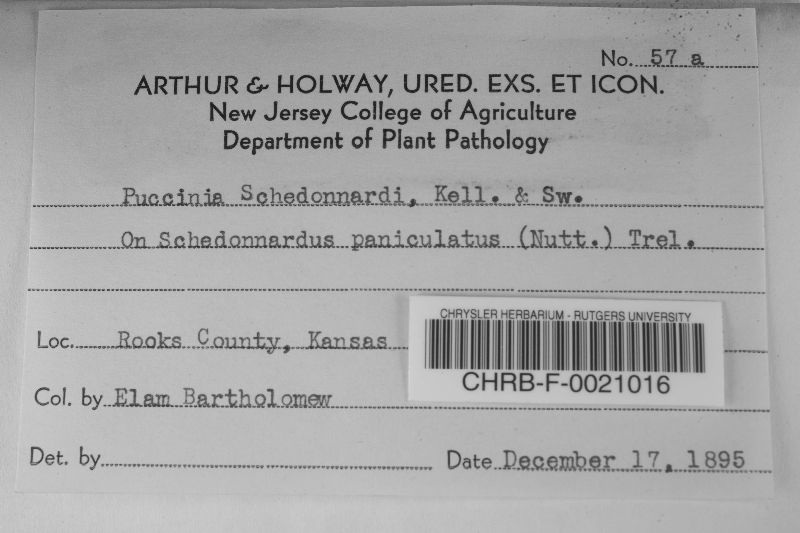 No. 57 a
ARTHUR & HOLWAY, URED. EXS. ET ICON.
New Jersey College of Agriculture
Department of Plant Pathology
Puccinia Schedonnardi, Kell. & Sw.
On Schedonnardus paniculatus (Nutt.) Trel.
Loc. Rooks County, Kansas
CHRYSLER HERBARIUM - RUTGERS UNIVERSITY
CHRB-F-0021016
Col. by Elam Bartholomew
Det. by
Date December 17, 1895